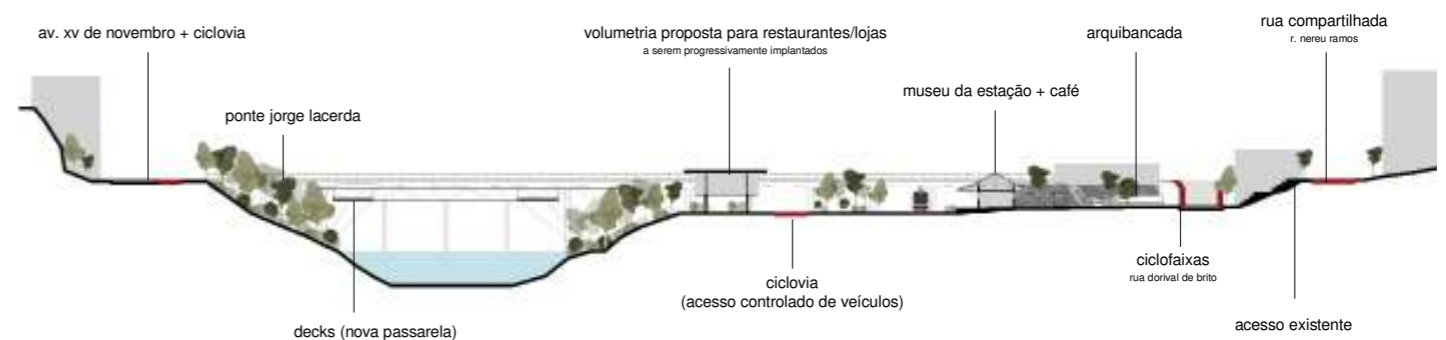 av. xv de novembro + ciclovia
ponte jorge lacerda
volumetria proposta para restaurantes/lojas
a serem progressivamente implantados
museu da estação + café
arquibancada
rua compartilhada
r. nereu ramos
decks (nova passarela)
ciclovia
(acesso controlado de veículos)
ciclofaixas
rua dorival de brito
acesso existente